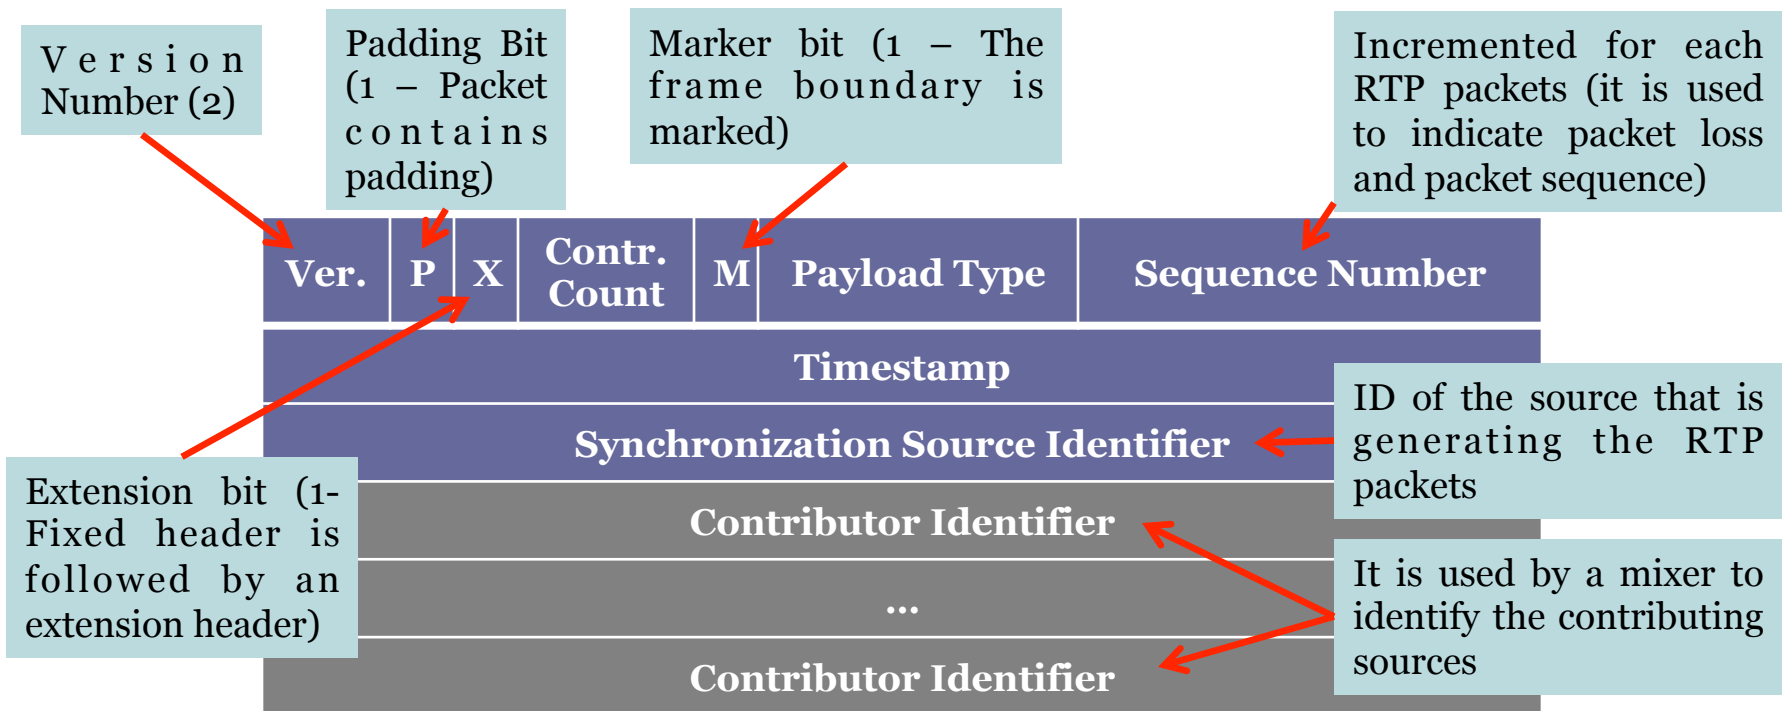 Version
Number (2)
Padding Bit
(1 – Packet
contains
padding)
Marker bit (1 – The
frame boundary is
marked)
Incremented for each
RTP packets (it is used
to indicate packet loss
and packet sequence)
Ver.
P
X
Contr.
Count
M
Payload Type
Sequence Number
Timestamp
Synchronization Source Identifier
ID of the source that is
generating the RTP
packets
Extension bit (1-
Fixed header is
followed by an
extension header)
Contributor Identifier
...
Contributor Identifier
It is used by a mixer to
identify the contributing
sources